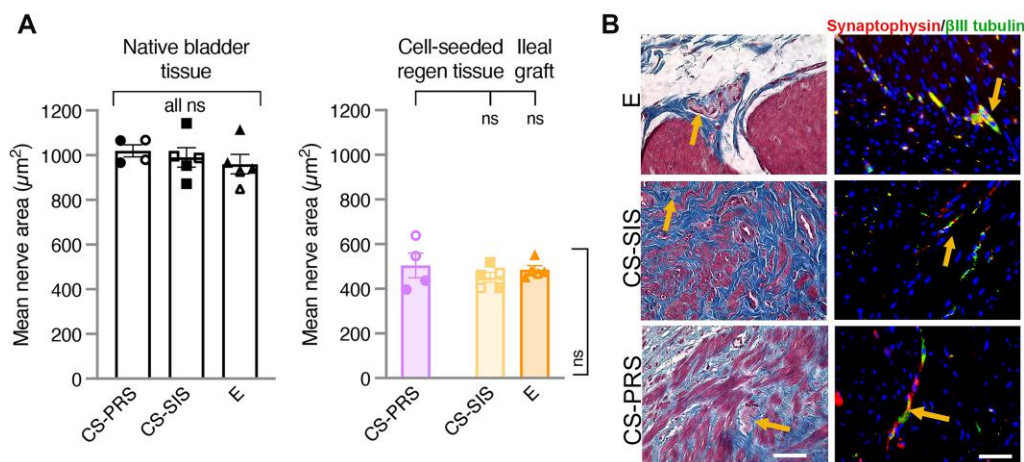 A
Native bladder
tissue
all ns
Mean nerve area (µm²)
1200
1000
800
600
400
200
0
CS-PRS
CS-SIS
E
Cell-seeded
regen tissue
Ileal
graft
ns
ns
Mean nerve area (µm²)
1200
1000
800
600
400
200
0
ns
CS-PRS
CS-SIS
E
B
Synaptophysin/βIII tubulin
E
CS-SIS
CS-PRS